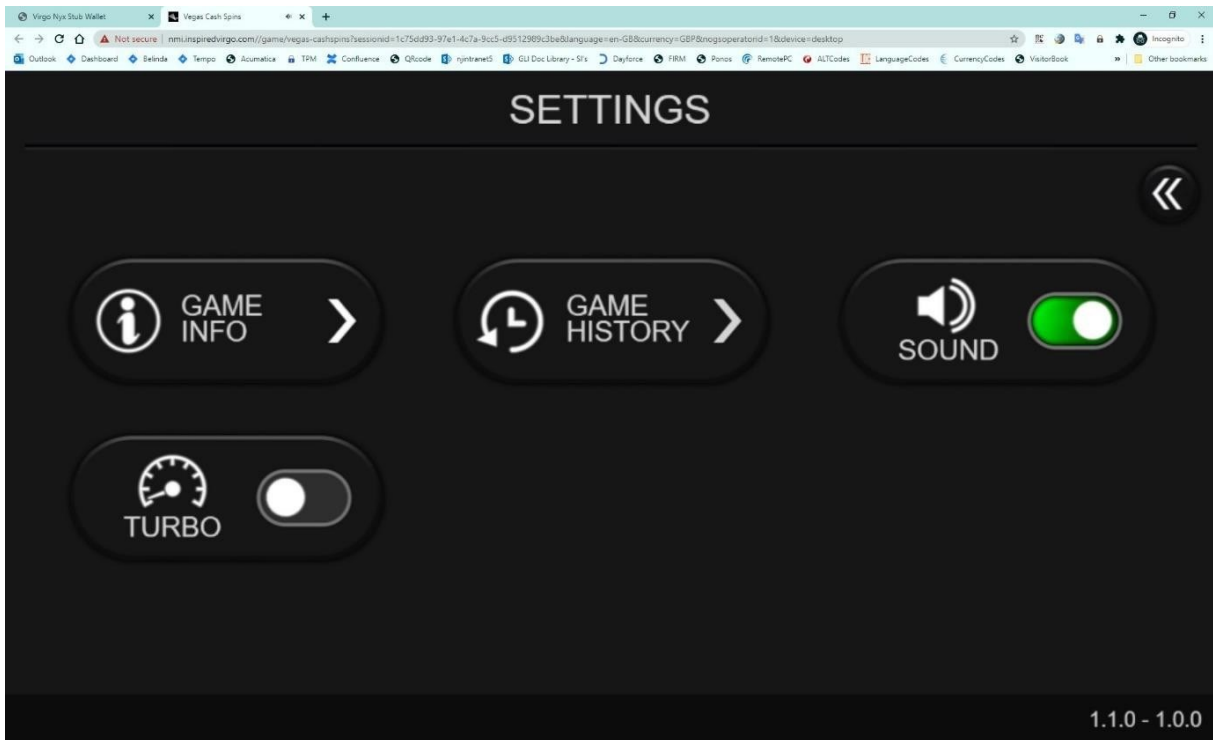 Virgo Nyx Stub Wallet
Vegas Cash Spins
Not secure | nmi.inspiredvirgo.com//game/vegas-cashspins?sessionid=1c75dd93-97e1-4c7a-9cc5-d9512989c3be&language=en-GB&currency=GBP&nogsoperatorid=1&device=desktop
Incognito
Outlook Dashboard Belinda Tempo Acumatica TPM Confluence QRcode njintranet5 GLI Doc Library - SI's Dayforce FIRM Ponos RemotePC ALTCodes LanguageCodes CurrencyCodes VisitorBook » Other bookmarks
SETTINGS
GAME
INFO
GAME
HISTORY
SOUND
TURBO
1.1.0 - 1.0.0